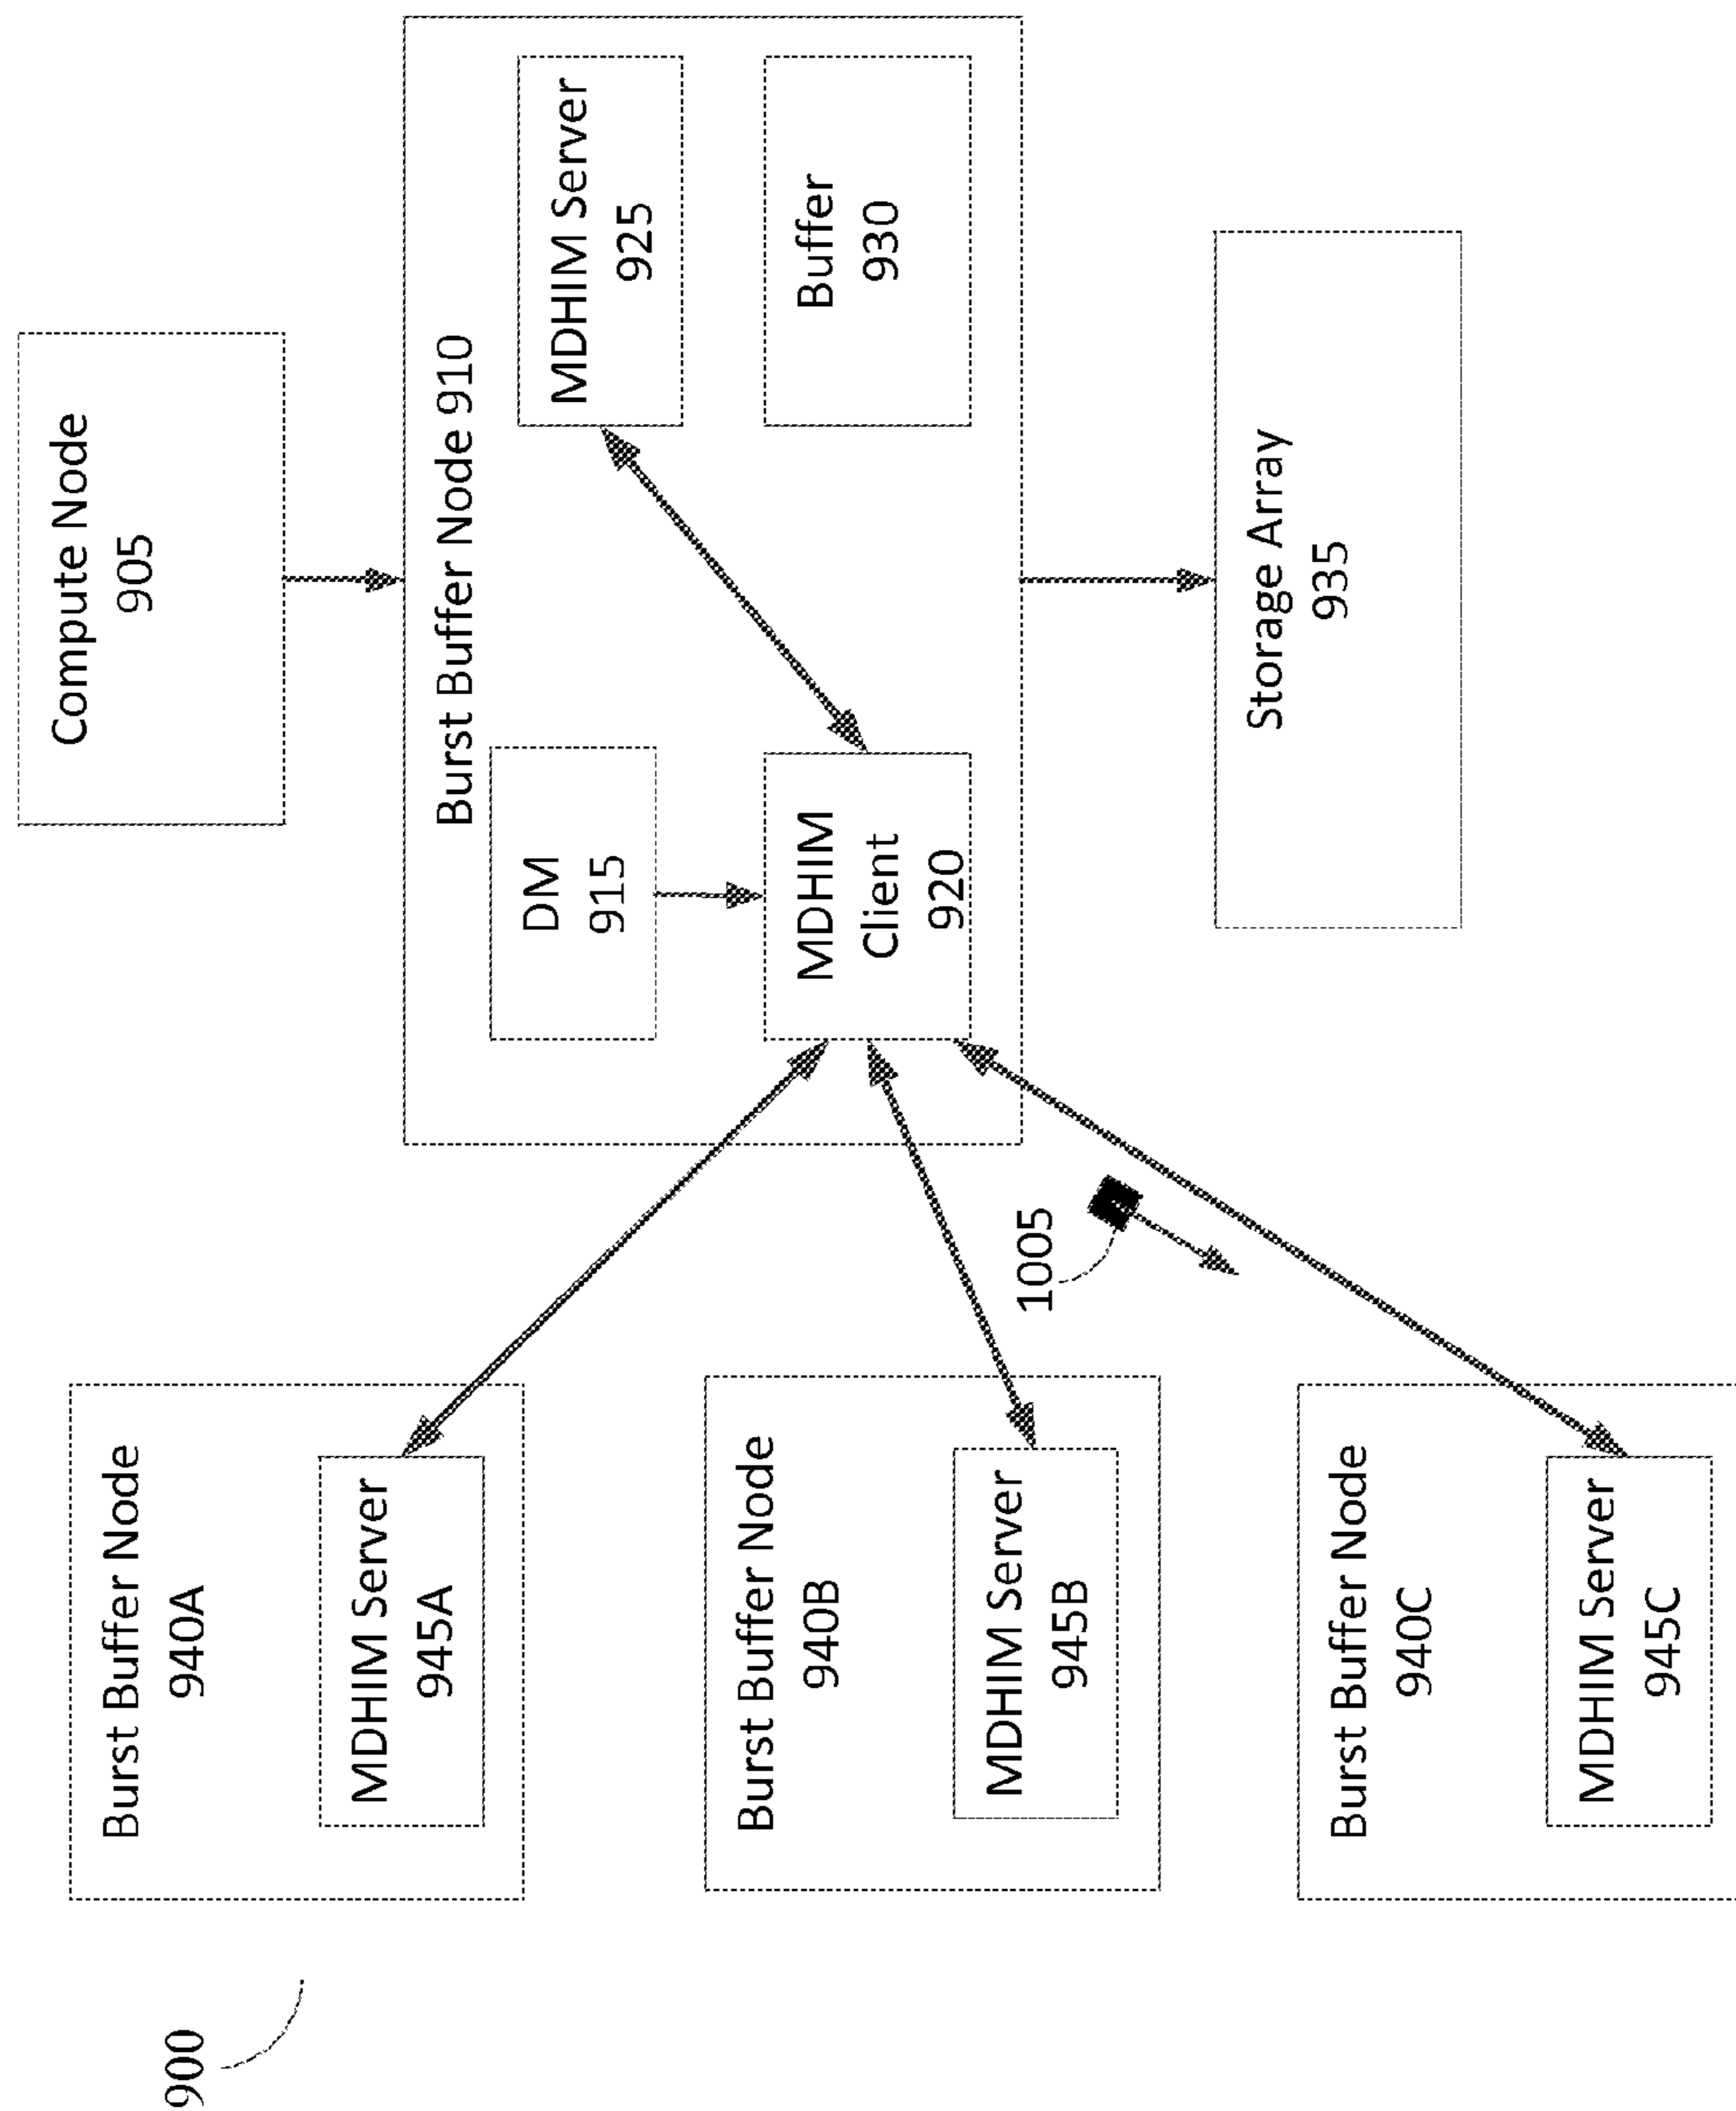 Compute Node
905
Burst Buffer Node 910
MDHIM Server
925
DM
915
MDHIM
Client
920
Buffer
930
Storage Array
935
Burst Buffer Node
940A
MDHIM Server
945A
Burst Buffer Node
940B
MDHIM Server
945B
1005
Burst Buffer Node
940C
MDHIM Server
945C
900